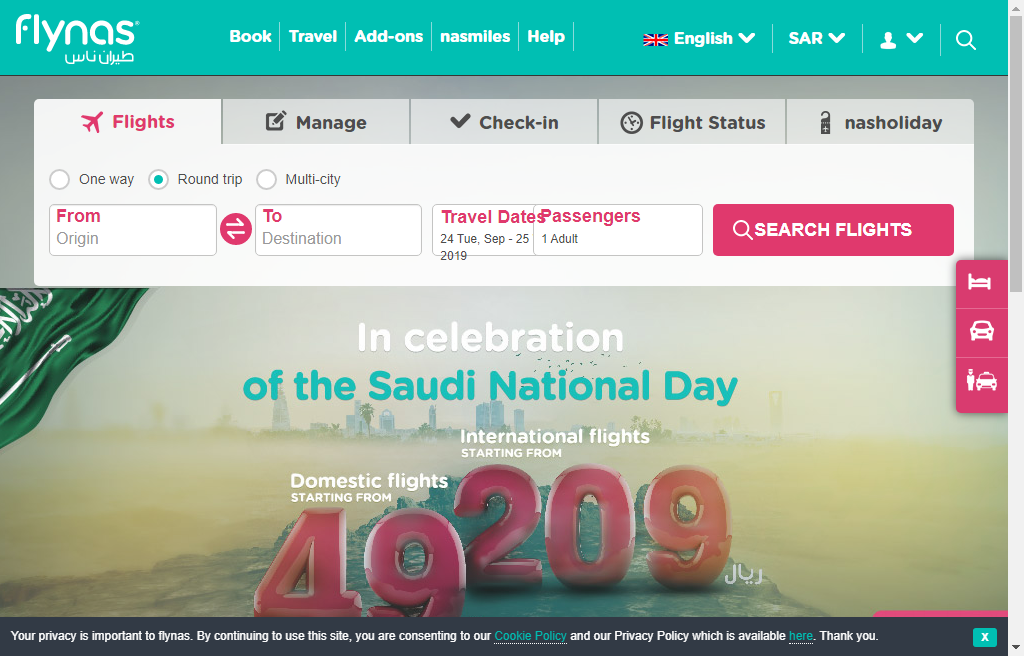 flynas
طيران ناس
Book Travel Add-ons nasmiles Help
English SAR
Flights Manage Check-in Flight Status nasholiday
One way Round trip Multi-city
From To Travel Dates Passengers
Origin Destination 24 Tue, Sep - 25 1 Adult
2019
SEARCH FLIGHTS
In celebration
of the Saudi National Day
International flights
STARTING FROM
209
ريال
Domestic flights
STARTING FROM
49
Your privacy is important to flynas. By continuing to use this site, you are consenting to our Cookie Policy and our Privacy Policy which is available here. Thank you.
X